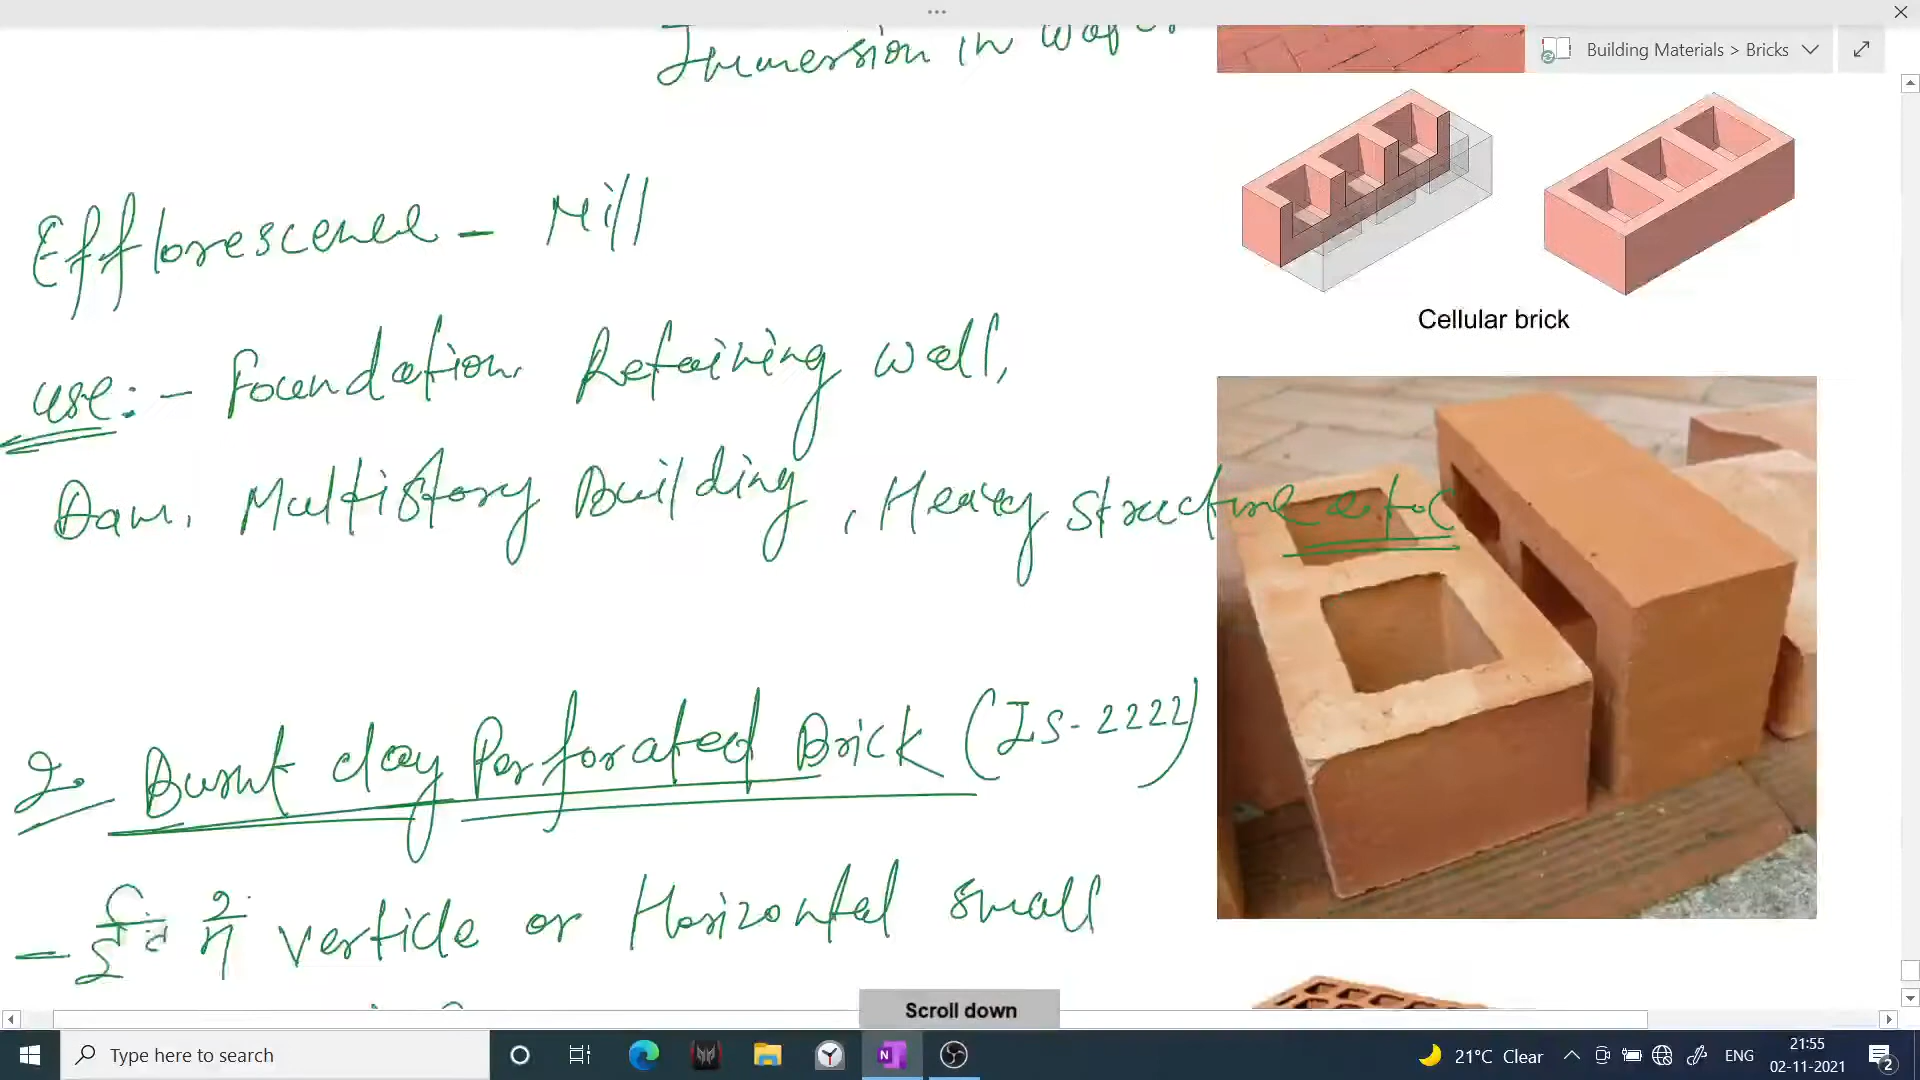 Immersion in
Building Materials > Bricks
Efflorescence - Nill
Cellular brick
use:- Foundation, Retaining wall,
Dam, Multistory Building, Heavy structure etc
2. Burnt clay Perforated Brick (IS-2222)
verticle or Horizontal small
Scroll down
Type here to search
21°C Clear
ENG
21:55
02-11-2021
2